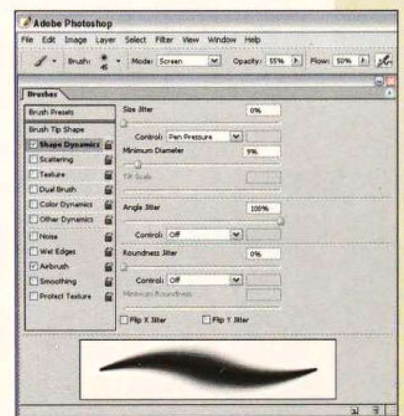 Adobe Photoshop
File Edit Image Layer Select Filter View Window Help
Brush: 45 Mode: Screen Opacity: 55% Flow: 50%
Brushes
Brush Presets
Brush Tip Shape
Shape Dynamics
Scattering
Texture
Dual Brush
Color Dynamics
Other Dynamics
Noise
Wet Edges
Airbrush
Smoothing
Protect Texture
Size Jitter 0%
Control: Pen Pressure
Minimum Diameter 9%
Tilt Scale
Angle Jitter 100%
Control: Off
Roundness Jitter 0%
Control: Off
Minimum Roundness
Flip X Jitter Flip Y Jitter